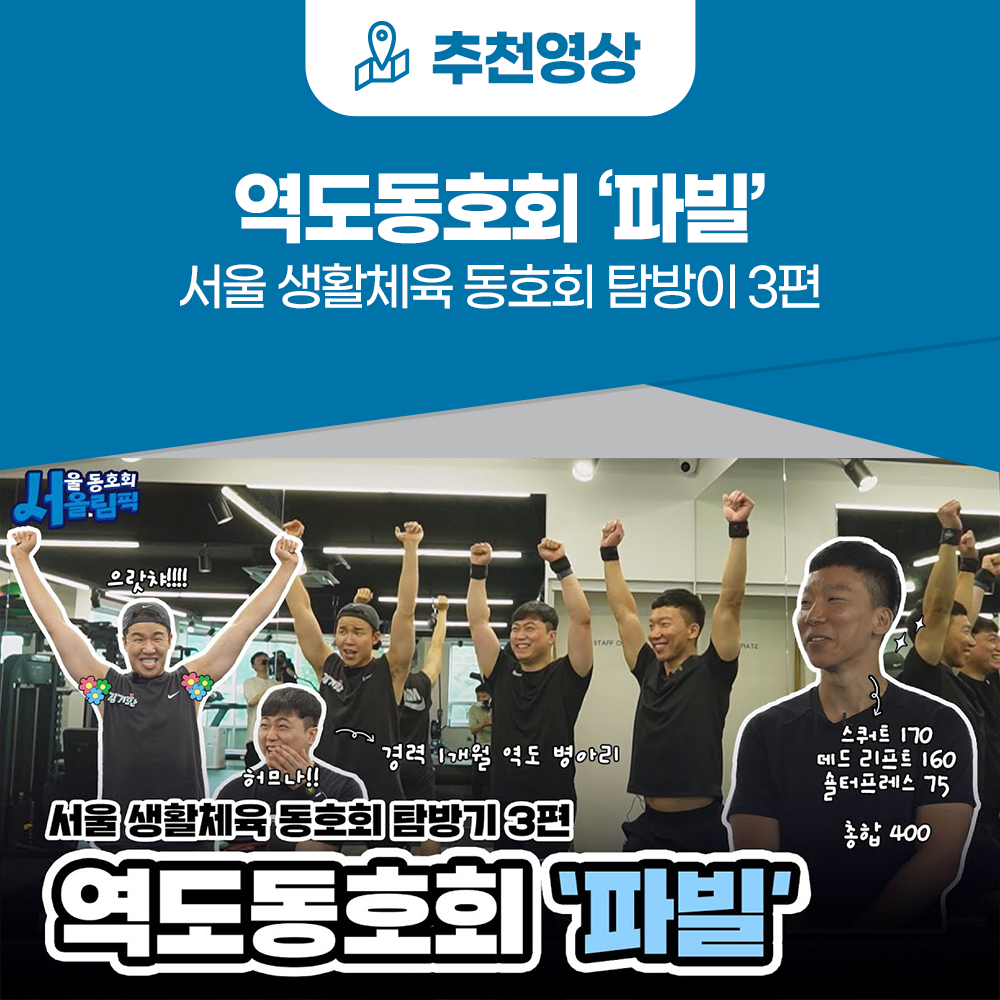 추천영상
역도동호회 ‘파빌’
서울 생활체육 동호회 탐방이 3편
서울 동호회
서울.림픽
으랏챠!!!!
STAFF O
RATE
경력 1개월 역도 병아리
허므나!!
스쿼트 170
데드 리프트 160
숄더프레스 75
총합 400
서울 생활체육 동호회 탐방기 3편
역도동호회 ‘파빌‘